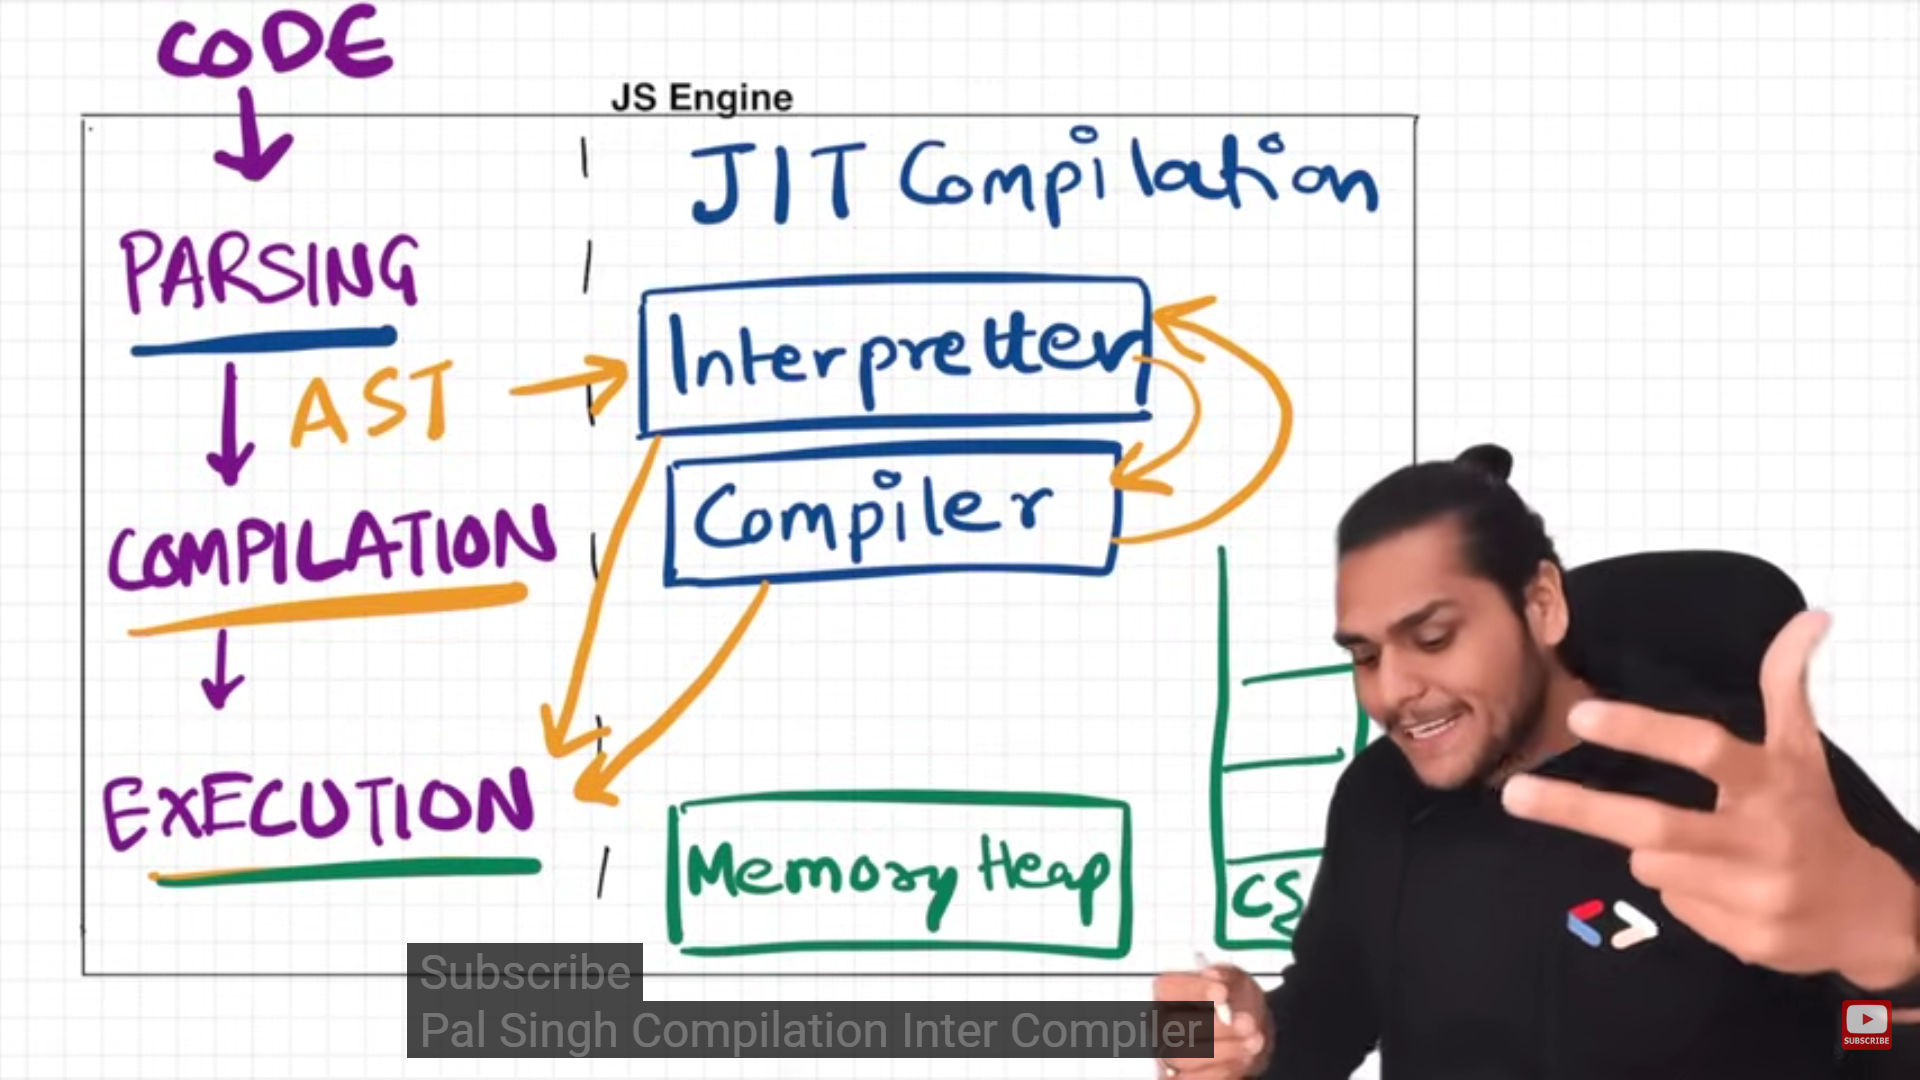 CODE
JS Engine
JIT Compilation
PARSING
AST
Interpretter
COMPILATION
Compiler
EXECUTION
Memory Heap
CS
Subscribe
Pal Singh Compilation Inter Compiler
SUBSCRIBE